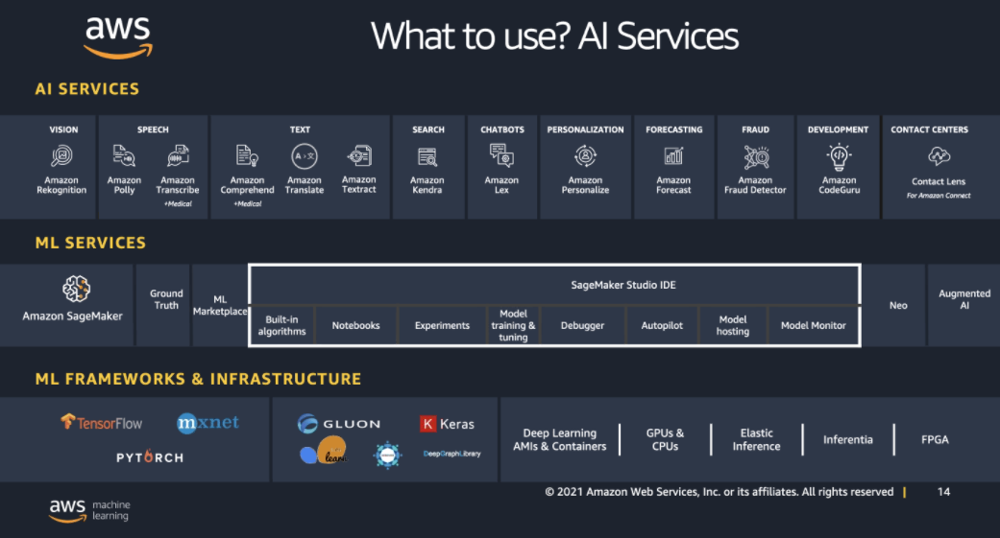 aws
What to use? AI Services
AI SERVICES
VISION
Amazon
Rekognition
SPEECH
Amazon
Polly
Amazon
Transcribe
+Medical
TEXT
Amazon
Comprehend
+Medical
A
文
Amazon
Translate
Amazon
Textract
SEARCH
Amazon
Kendra
CHATBOTS
Amazon
Lex
PERSONALIZATION
Amazon
Personalize
FORECASTING
Amazon
Forecast
FRAUD
Amazon
Fraud Detector
DEVELOPMENT
Amazon
CodeGuru
CONTACT CENTERS
Contact Lens
For Amazon Connect
ML SERVICES
Amazon SageMaker
Ground
Truth
ML
Marketplace
SageMaker Studio IDE
Built-in
algorithms
Notebooks
Experiments
Model
training &
tuning
Debugger
Autopilot
Model
hosting
Model Monitor
Neo
Augmented
AI
ML FRAMEWORKS & INFRASTRUCTURE
TensorFlow
mxnet
PYTORCH
GLUON
K Keras
learn
DeepGraphLibrary
Deep Learning
AMIs & Containers
GPUs &
CPUs
Elastic
Inference
Inferentia
FPGA
© 2021 Amazon Web Services, Inc. or its affiliates. All rights reserved | 14
aws machine
learning